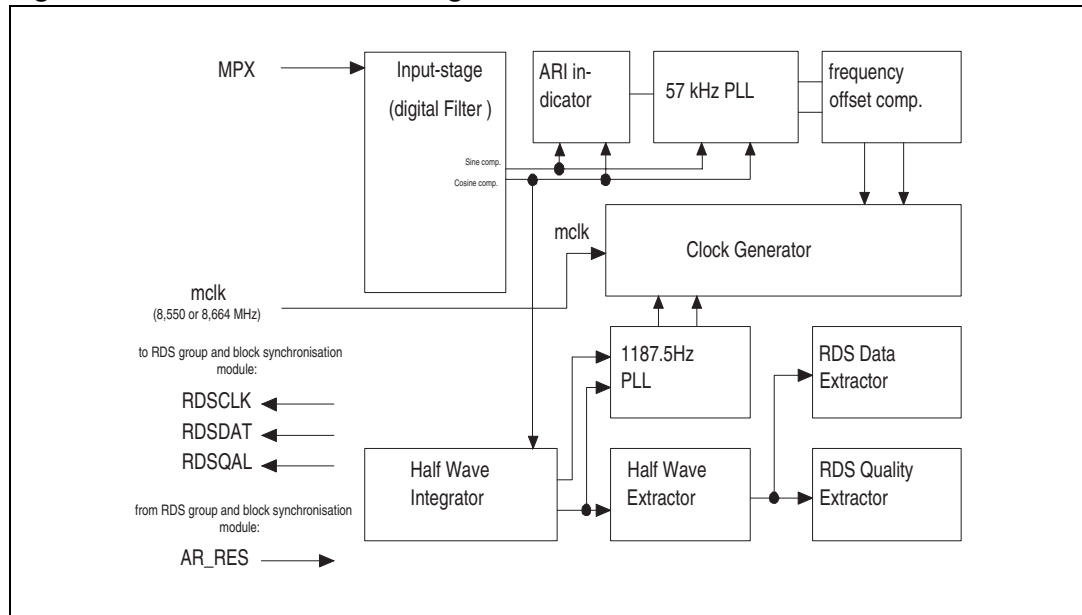 MPX
Input-stage
(digital Filter )
Sine comp.
Cosine comp.
ARI in-
dicator
57 kHz PLL
frequency
offset comp.
mclk
Clock Generator
mclk
(8,550 or 8,664 MHz)
to RDS group and block synchronisation
module:
RDSCLK
RDSDAT
RDSQAL
from RDS group and block synchronisation
module:
AR_RES
1187.5Hz
PLL
RDS Data
Extractor
Half Wave
Integrator
Half Wave
Extractor
RDS Quality
Extractor